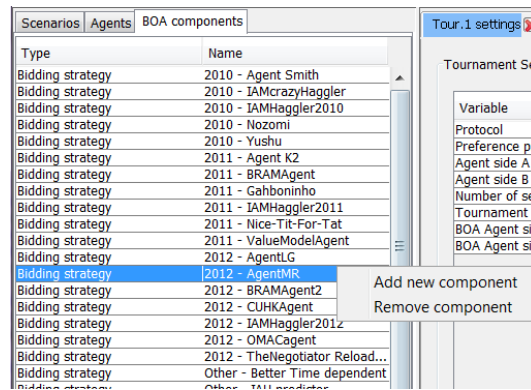 Scenarios Agents BOA components
Type Name
Bidding strategy 2010 - Agent Smith
Bidding strategy 2010 - IAMcrazyHaggler
Bidding strategy 2010 - IAMHaggler2010
Bidding strategy 2010 - Nozomi
Bidding strategy 2010 - Yushu
Bidding strategy 2011 - Agent K2
Bidding strategy 2011 - BRAMAgent
Bidding strategy 2011 - Gahboninho
Bidding strategy 2011 - IAMHaggler2011
Bidding strategy 2011 - Nice-Tit-For-Tat
Bidding strategy 2011 - ValueModelAgent
Bidding strategy 2012 - AgentLG
Bidding strategy 2012 - AgentMR
Bidding strategy 2012 - BRAMAgent2
Bidding strategy 2012 - CUHKAgent
Bidding strategy 2012 - IAMHaggler2012
Bidding strategy 2012 - OMACagent
Bidding strategy 2012 - TheNegotiator Reload...
Bidding strategy Other - Better Time dependent
Bidding strategy Other - IAH predictor
Add new component
Remove component
Tour.1 settings
Tournament Se
Variable
Protocol
Preference p
Agent side A
Agent side B
Number of se
Tournament
BOA Agent si
BOA Agent si